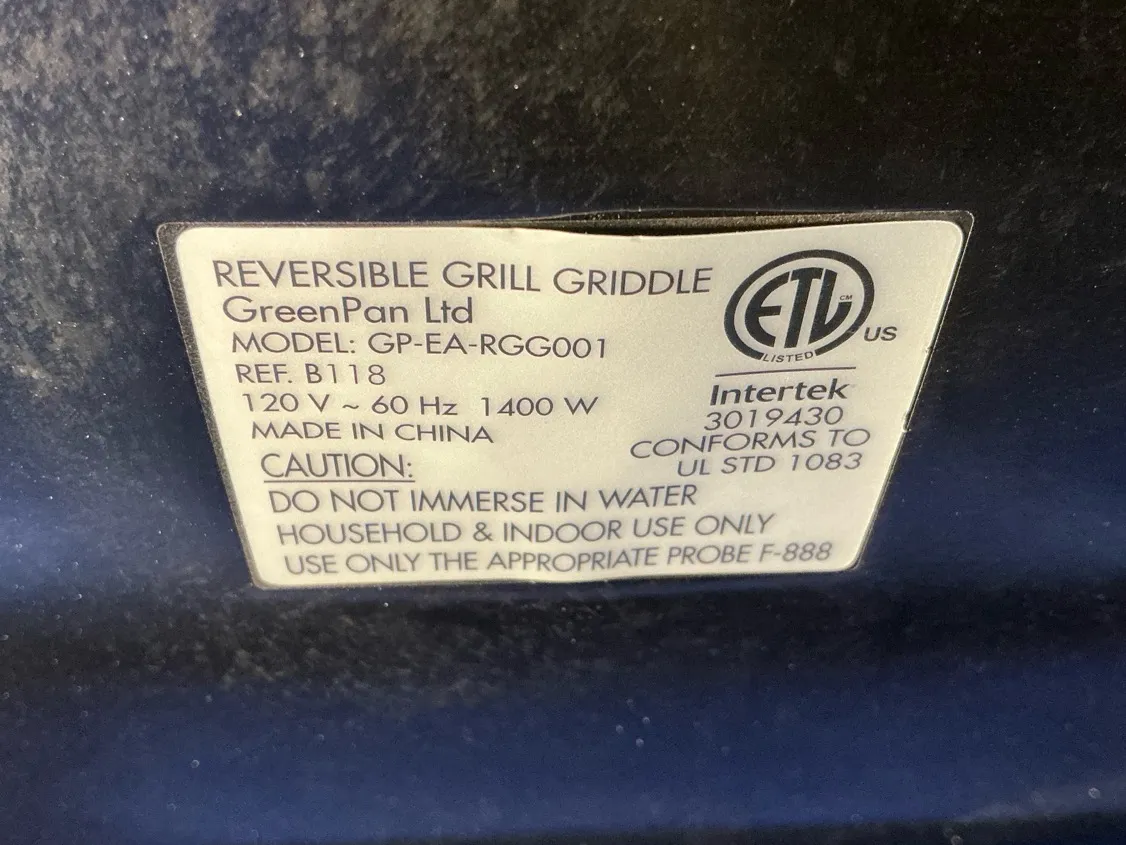 REVERSIBLE GRILL GRIDDLE
GreenPan Ltd
MODEL: GP-EA-RGG001
REF. B118
120 V ~ 60 Hz 1400 W
MADE IN CHINA
CAUTION:
DO NOT IMMERSE IN WATER
HOUSEHOLD & INDOOR USE ONLY
USE ONLY THE APPROPRIATE PROBE F-888
ETL CM
LISTED
US
Intertek
3019430
CONFORMS TO
UL STD 1083